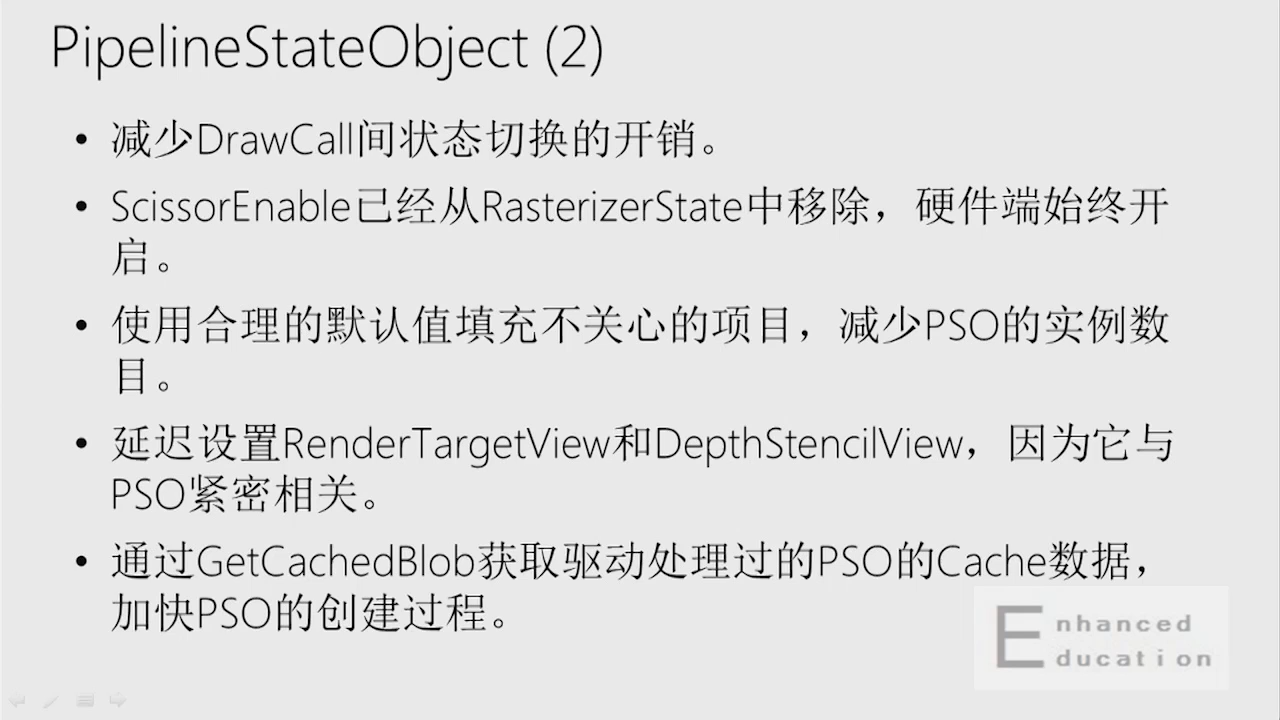 PipelineStateObject (2)
• 减少DrawCall间状态切换的开销。
• ScissorEnable已经从RasterizerState中移除，硬件端始终开
启。
• 使用合理的默认值填充不关心的项目，减少PSO的实例数
目。
• 延迟设置RenderTargetView和DepthStencilView，因为它与
PSO紧密相关。
• 通过GetCachedBlob获取驱动处理过的PSO的Cache数据，
加快PSO的创建过程。
Enhanced
Education